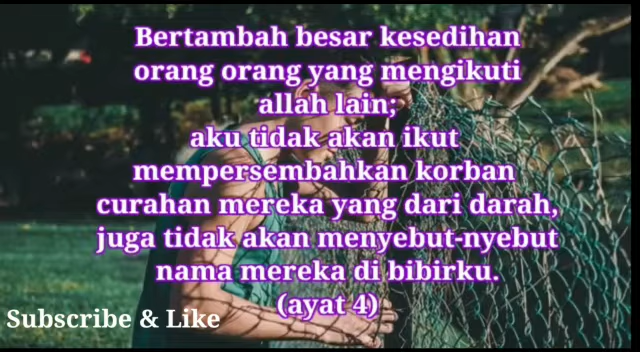 Bertambah besar kesedihan
orang orang yang mengikuti
allah lain;
aku tidak akan ikut
mempersembahkan korban
curahan mereka yang dari darah,
juga tidak akan menyebut-nyebut
nama mereka di bibirku.
(ayat 4)
Subscribe & Like